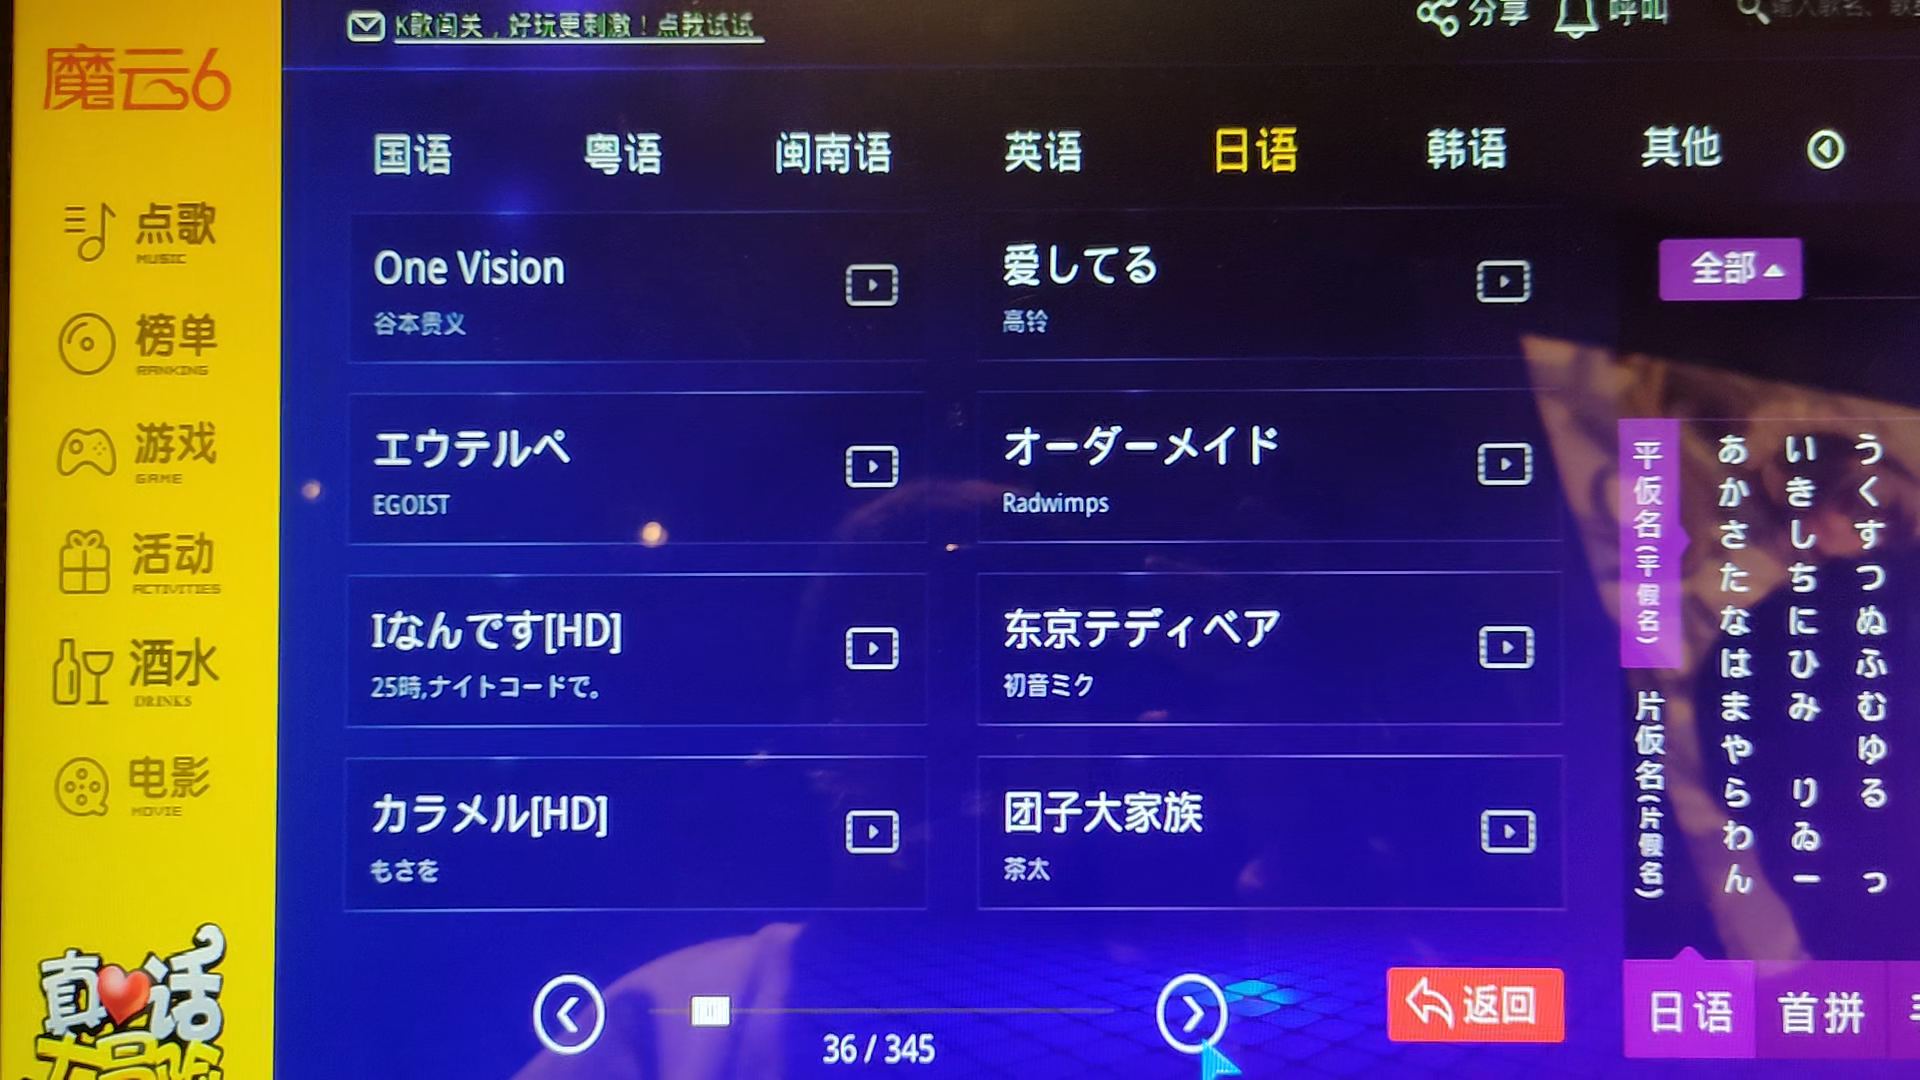 K歌闯关，好玩更刺激！点我试试
分享
呼叫
魔云6
国语
粤语
闽南语
英语
日语
韩语
其他
点歌
MUSIC
榜单
RANKING
游戏
GAME
活动
ACTIVITIES
酒水
DRINKS
电影
MOVIE
真心话
大冒险
One Vision
谷本贵义
爱してる
高铃
エウテルペ
EGOIST
オーダーメイド
Radwimps
Iなんです[HD]
25時,ナイトコードで。
东京テディベア
初音ミク
カラメル[HD]
もさを
团子大家族
茶太
36 / 345
返回
全部
平仮名(平假名)
片仮名(片假名)
あかさたなはまやらわん
いきしちにひみ りゐー
うくすつぬふむゆる っ
日语
首拼